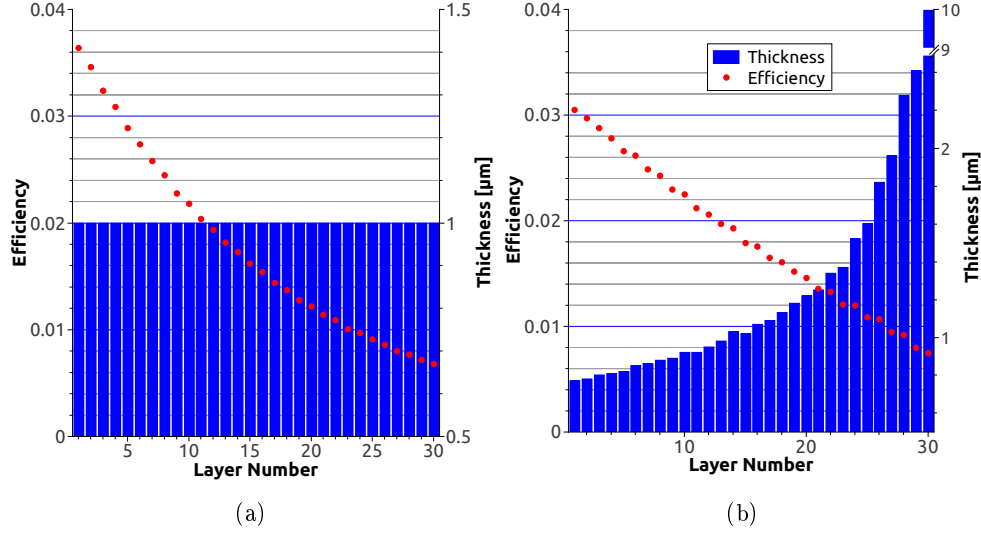 0.04
0.03
0.02
0.01
0
1.5
1
0.5
5
10
15
20
25
30
Efficiency
Thickness [µm]
Layer Number
(a)
0.04
0.03
0.02
0.01
0
10
9
2
1
10
20
30
Efficiency
Thickness [µm]
Layer Number
Thickness
Efficiency
(b)